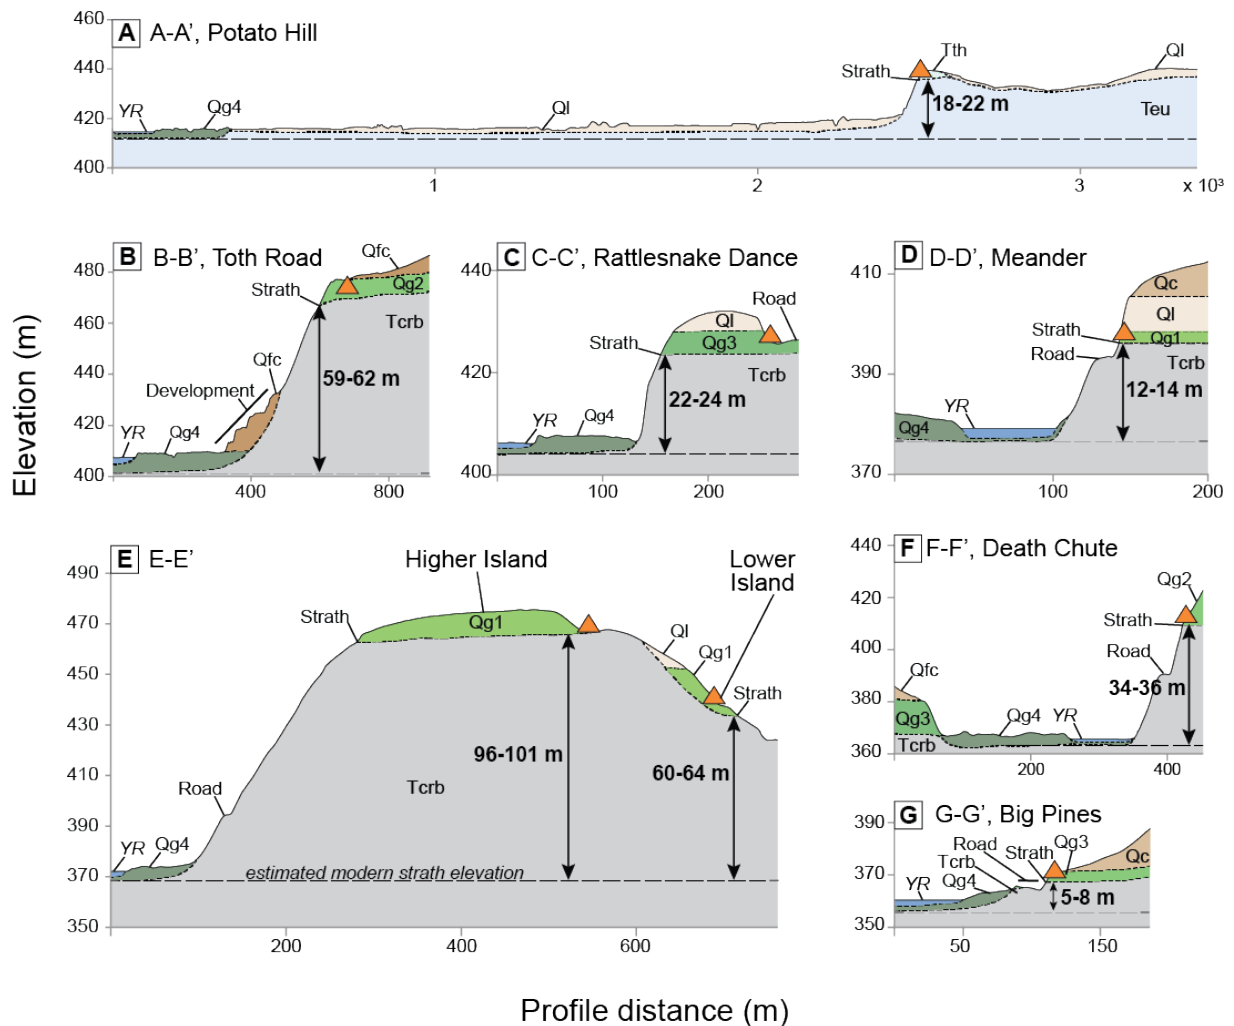 A A-A’, Potato Hill
460
440
420
400
YR
Qg4
Ql
Strath
Tth
Ql
18-22 m
Teu
1
2
3
x 10³
Elevation (m)
B B-B’, Toth Road
480
460
440
420
400
Qfc
Strath
Qg2
Tcrb
Qfc
Development
59-62 m
YR
Qg4
400
800
C C-C’, Rattlesnake Dance
440
420
400
Road
Ql
Strath
Qg3
Tcrb
22-24 m
Qg4
YR
100
200
D D-D’, Meander
410
390
370
Qc
Ql
Strath
Qg1
Road
Tcrb
12-14 m
YR
Qg4
100
200
E E-E’
490
470
450
430
410
390
370
350
Higher Island
Lower
Island
Strath
Qg1
Ql
Qg1
Strath
96-101 m
60-64 m
Tcrb
Road
YR
Qg4
estimated modern strath elevation
200
400
600
F F-F’, Death Chute
440
420
400
380
360
Qg2
Strath
Road
34-36 m
Qfc
Qg3
Qg4
YR
Tcrb
200
400
G G-G’, Big Pines
390
370
350
Road
Strath
Qg3
Tcrb
Qc
Qg4
YR
5-8 m
50
150
Profile distance (m)